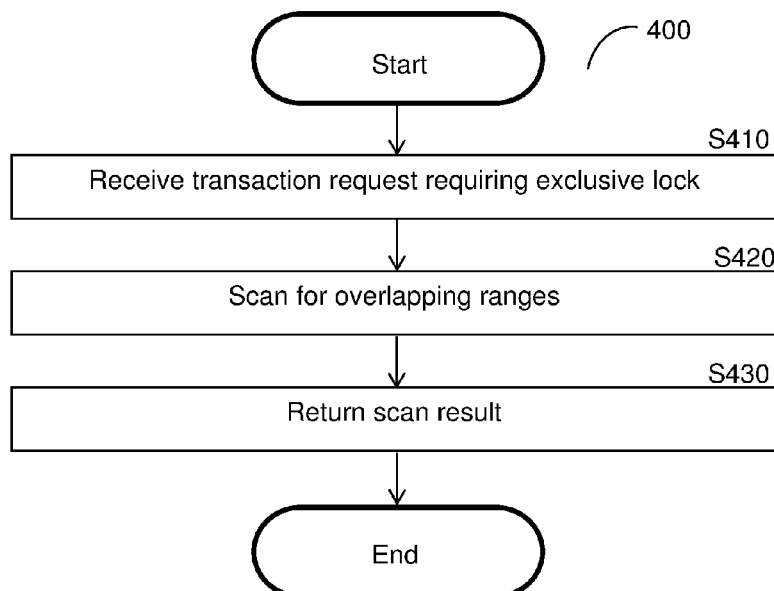 400
Start
S410
Receive transaction request requiring exclusive lock
S420
Scan for overlapping ranges
S430
Return scan result
End